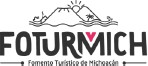 FOTURMICH
Fomento Turístico de Michoacán